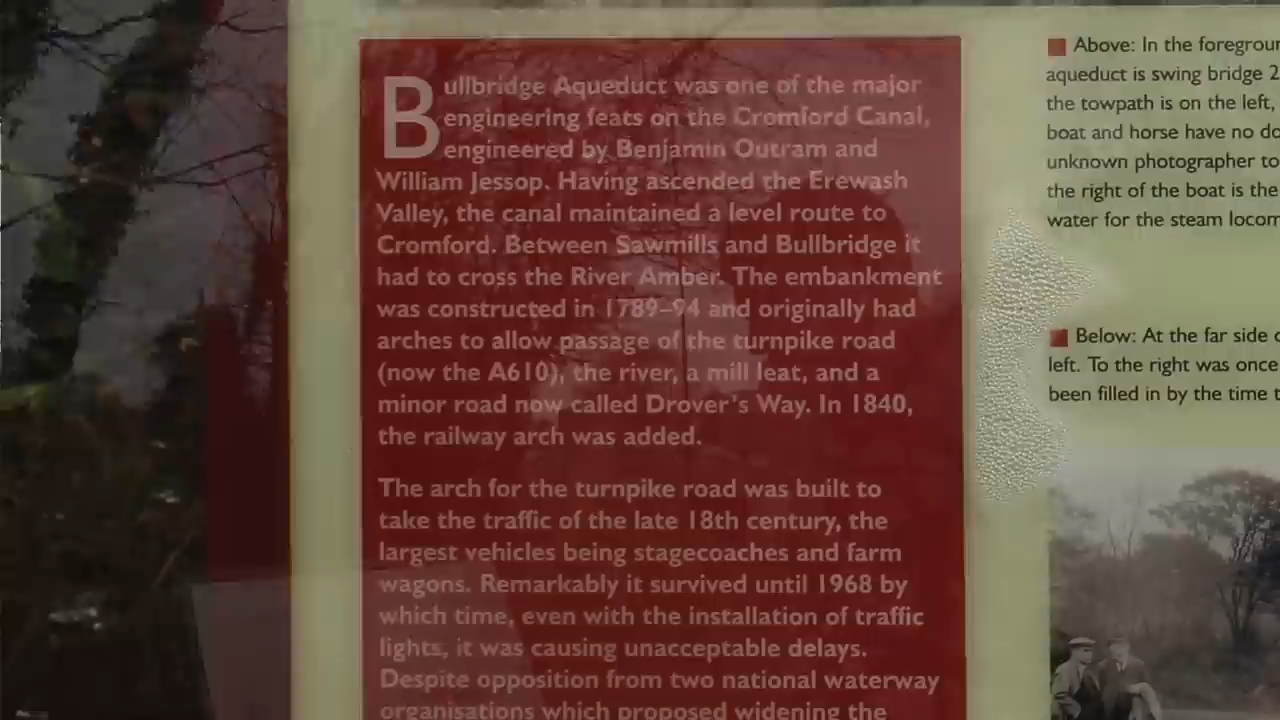 Bullbridge Aqueduct was one of the major
engineering feats on the Cromford Canal,
engineered by Benjamin Outram and
William Jessop. Having ascended the Erewash
Valley, the canal maintained a level route to
Cromford. Between Sawmills and Bullbridge it
had to cross the River Amber. The embankment
was constructed in 1789–94 and originally had
arches to allow passage of the turnpike road
(now the A610), the river, a mill leat, and a
minor road now called Drover's Way. In 1840,
the railway arch was added.
The arch for the turnpike road was built to
take the traffic of the late 18th century, the
largest vehicles being stagecoaches and farm
wagons. Remarkably it survived until 1968 by
which time, even with the installation of traffic
lights, it was causing unacceptable delays.
Despite opposition from two national waterway
organisations which proposed widening the
Above: In the foregroun
aqueduct is swing bridge 2
the towpath is on the left,
boat and horse have no do
unknown photographer to
the right of the boat is the
water for the steam locom
Below: At the far side
left. To the right was once
been filled in by the time t